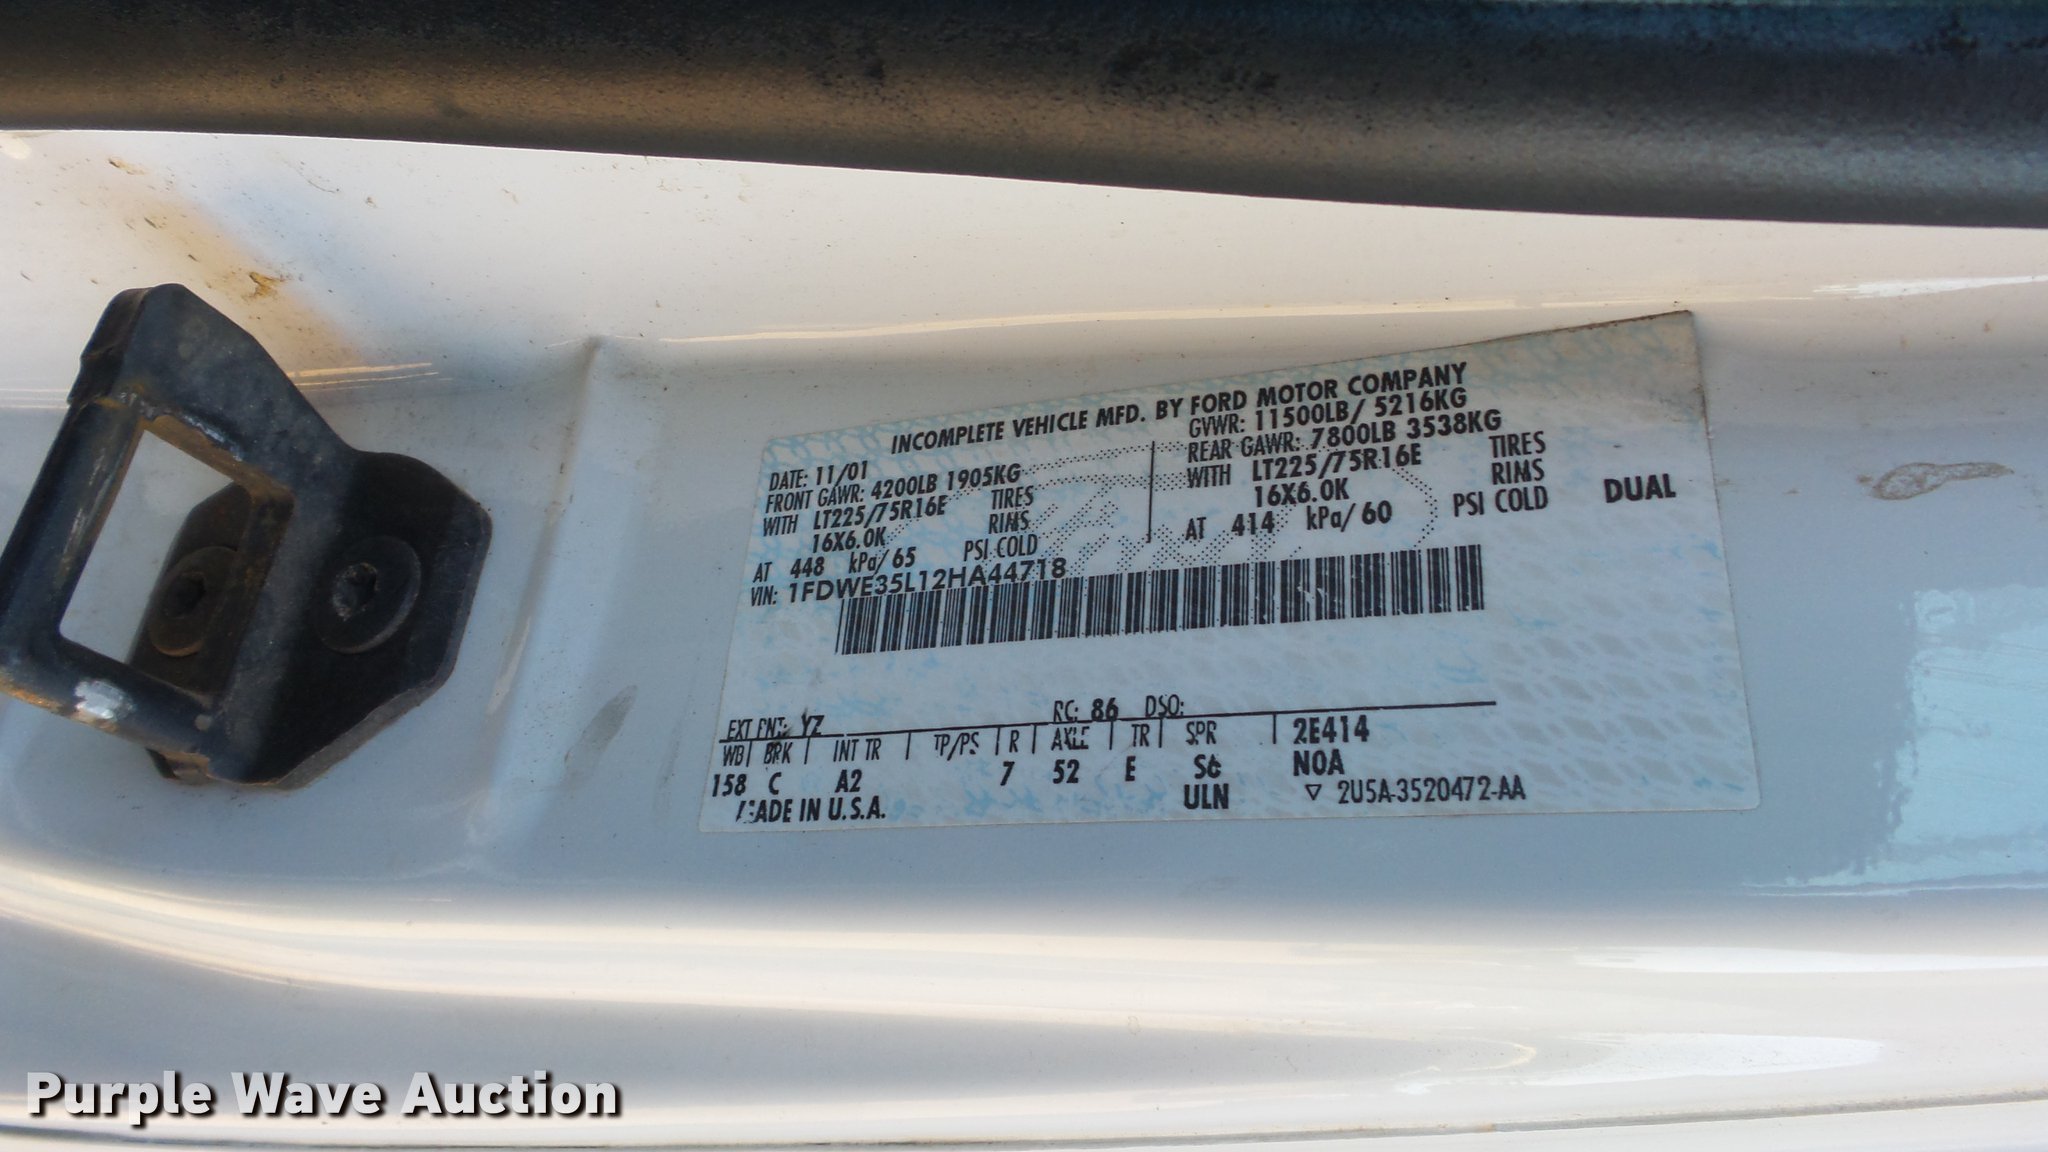 INCOMPLETE VEHICLE MFD. BY FORD MOTOR COMPANY
DATE: 11/01
GVWR: 11500LB/ 5216KG
FRONT GAWR: 4200LB 1905KG
REAR GAWR: 7800LB 3538KG
WITH LT225/75R16E TIRES
WITH LT225/75R16E TIRES
16X6.0K RIMS
16X6.0K RIMS
AT 448 kPa/65 PSI COLD
AT 414 kPa/60 PSI COLD DUAL
VIN: 1FDWE35L12HA44718
EXT PNT: YZ RC: 86 DSO:
WB BRK INT TR TP/PS R AXLE TR SPR 2E414
158 C A2 7 52 E S6 NOA
MADE IN U.S.A. ULN ▽ 2U5A-3520472-AA
Purple Wave Auction